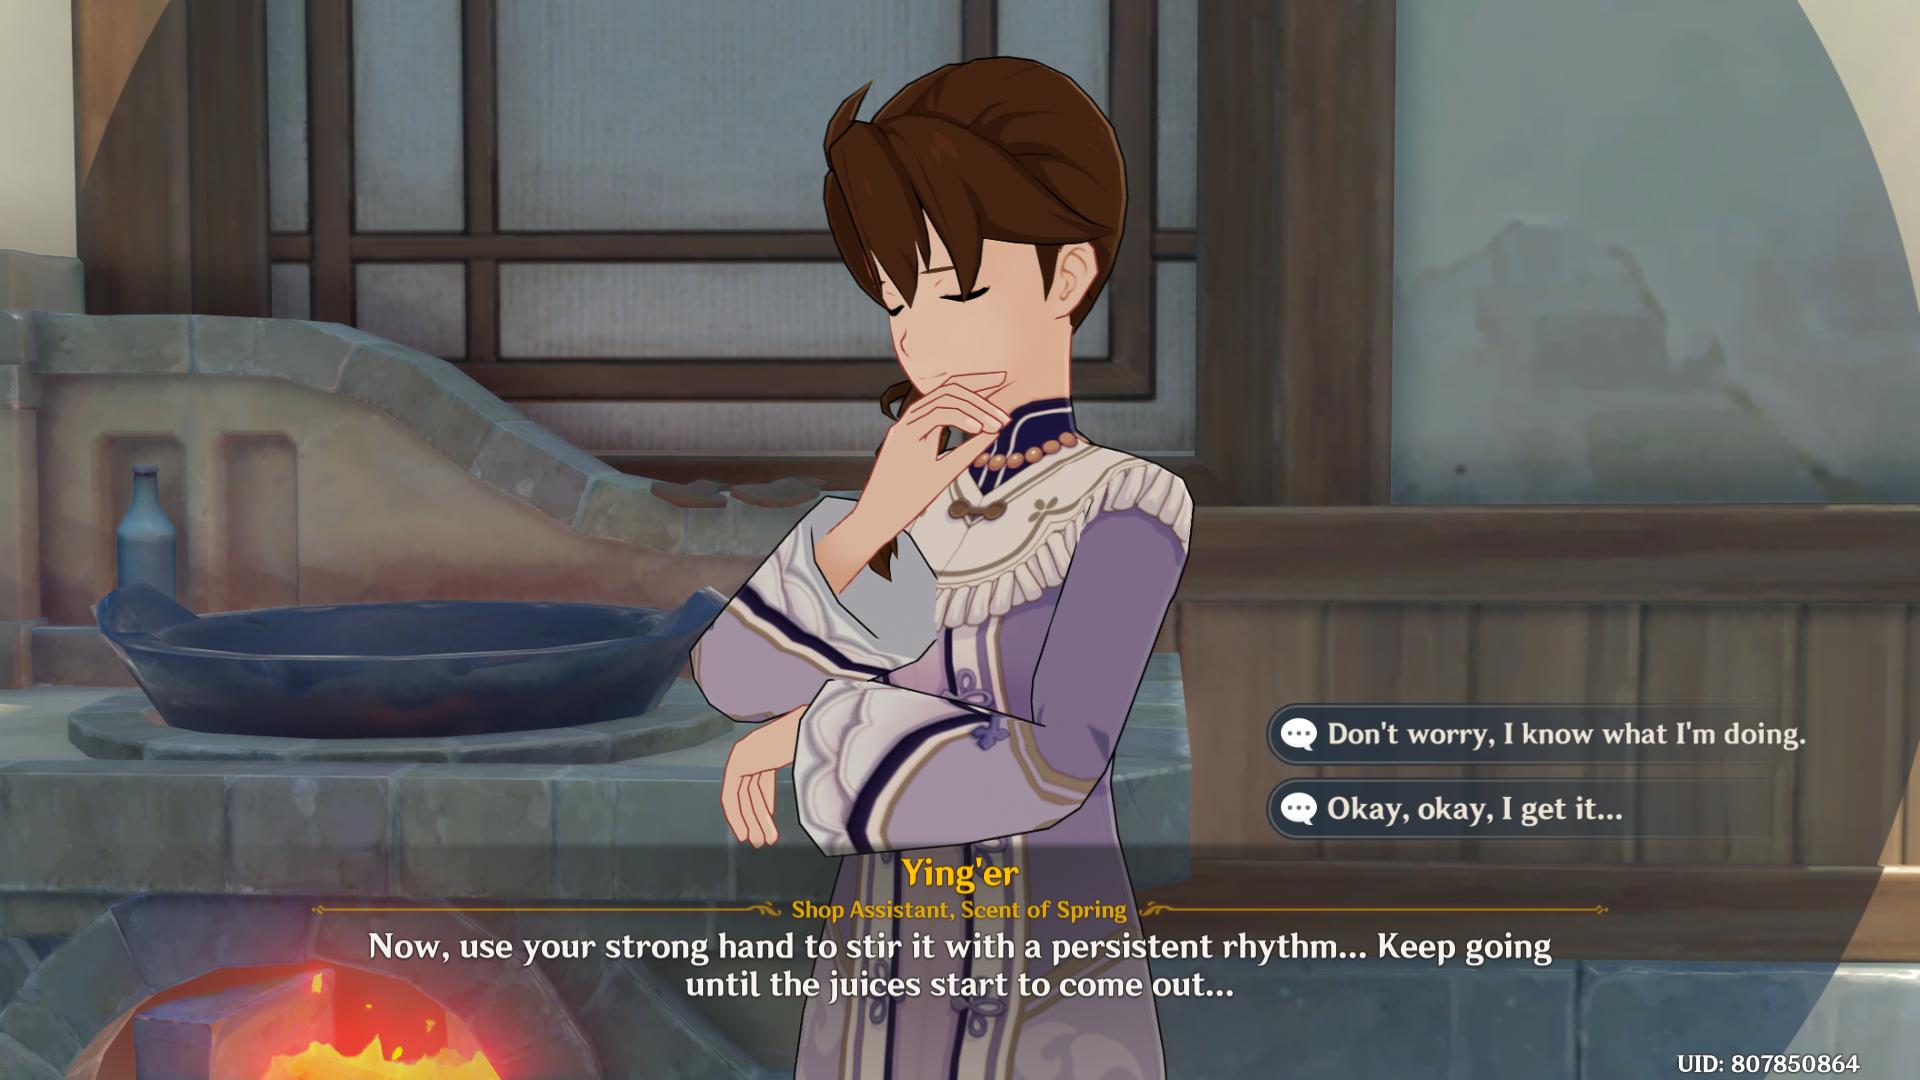 Don't worry, I know what I'm doing.
Okay, okay, I get it...
Ying'er
Shop Assistant, Scent of Spring
Now, use your strong hand to stir it with a persistent rhythm... Keep going
until the juices start to come out...
UID: 807850864